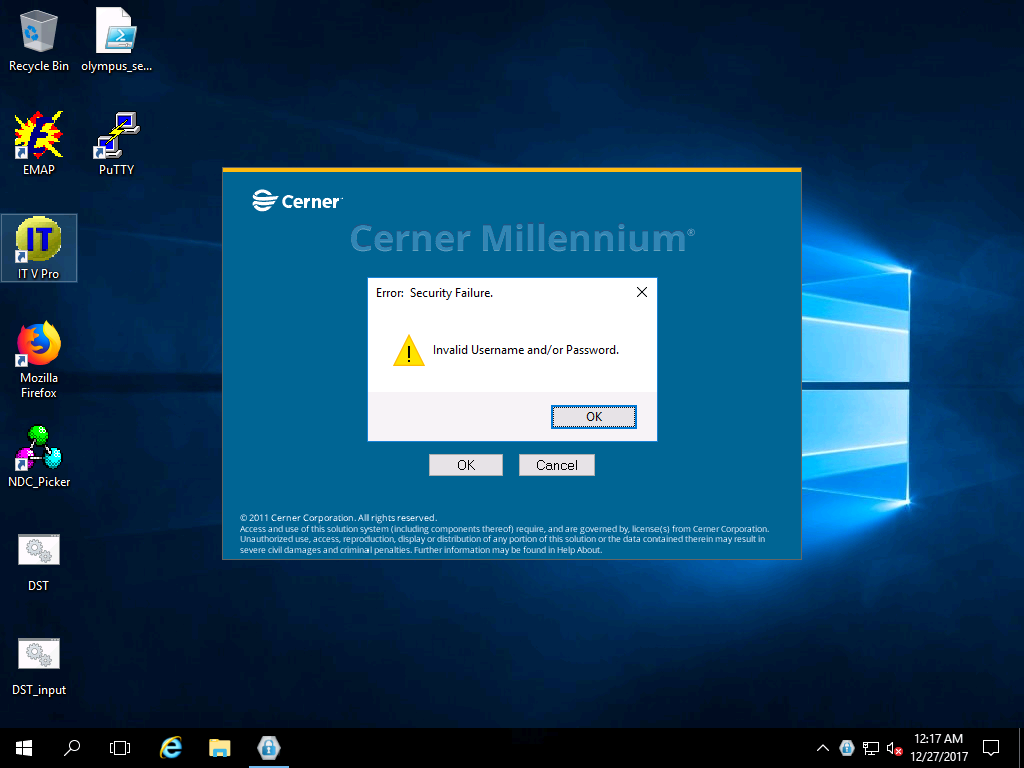 Recycle Bin
olympus_se...
EMAP
PuTTY
IT
IT V Pro
Mozilla
Firefox
NDC_Picker
DST
DST_input
Cerner
Cerner Millennium®
Error: Security Failure.
Invalid Username and/or Password.
OK
OK
Cancel
© 2011 Cerner Corporation. All rights reserved.
Access and use of this solution system (including components thereof) require, and are governed by, license(s) from Cerner Corporation.
Unauthorized use, access, reproduction, display or distribution of any portion of this solution or the data contained therein may result in
severe civil damages and criminal penalties. Further information may be found in Help About.
12:17 AM
12/27/2017